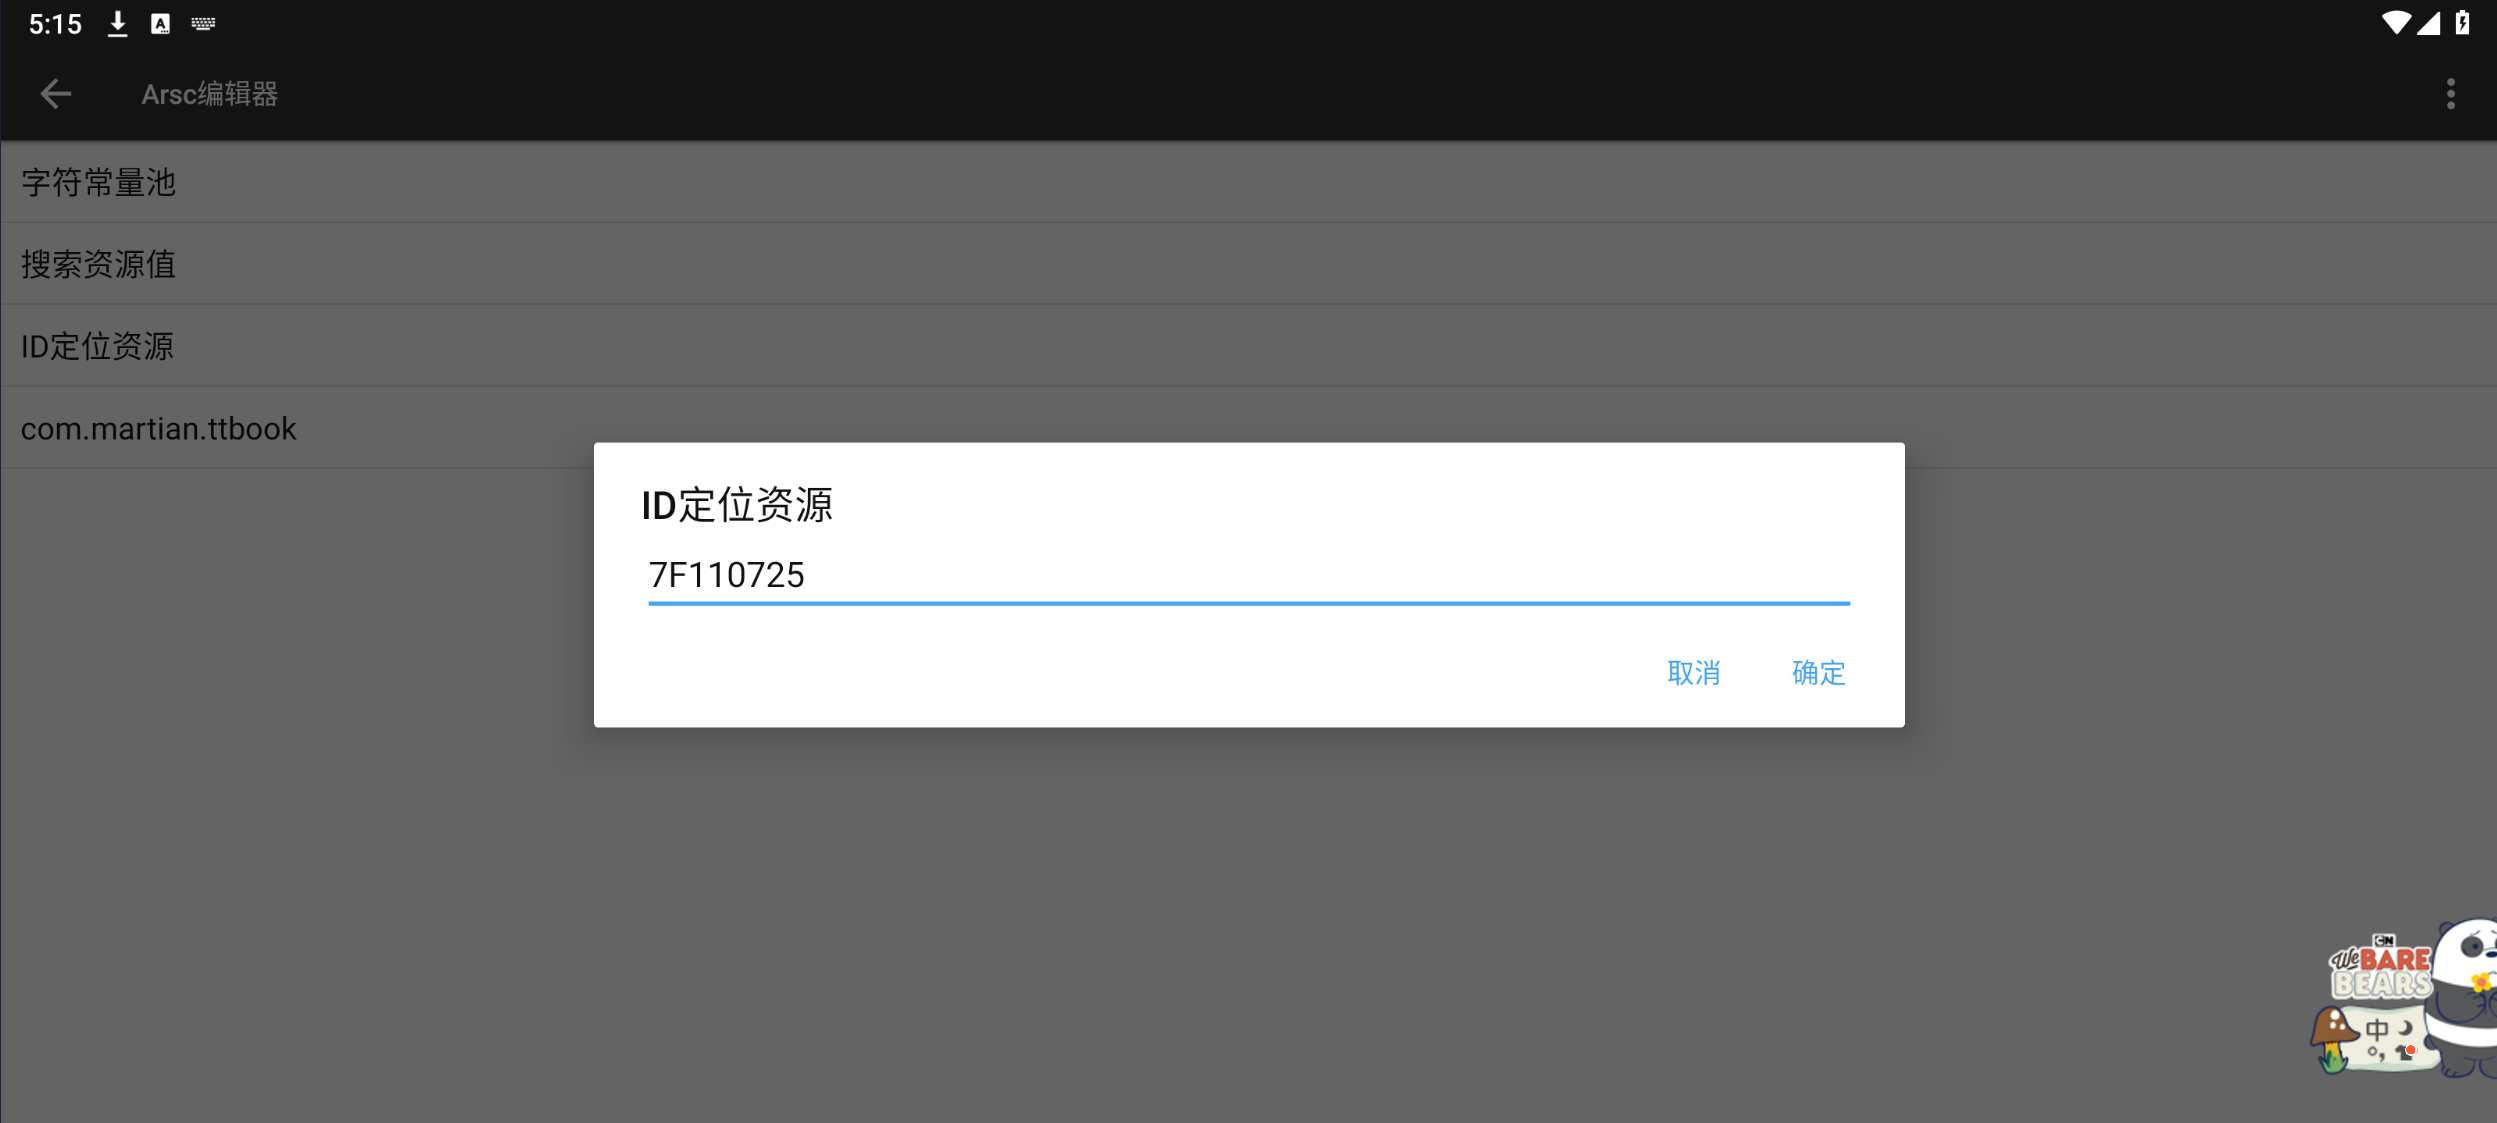 5:15
Arsc编辑器
字符常量池
搜索资源值
ID定位资源
com.martian.ttbook
ID定位资源
7F110725
取消 确定
CN
We BARE
BEARS
中
°,